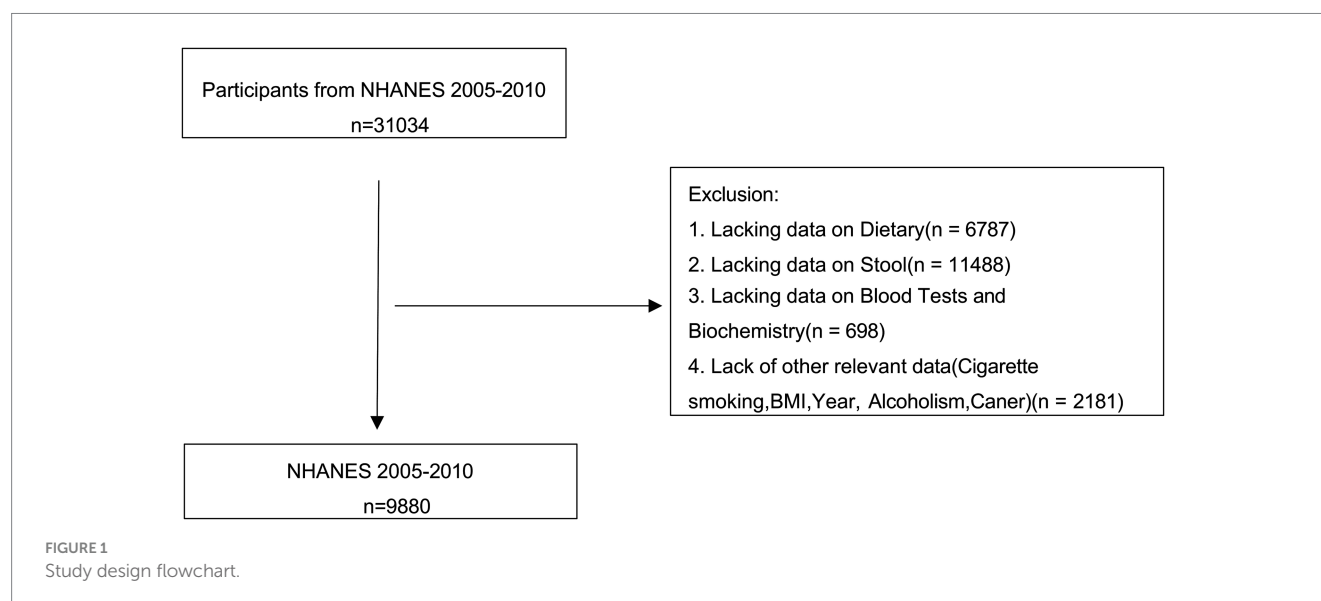 Participants from NHANES 2005-2010
n=31034
Exclusion:
1. Lacking data on Dietary(n = 6787)
2. Lacking data on Stool(n = 11488)
3. Lacking data on Blood Tests and
Biochemistry(n = 698)
4. Lack of other relevant data(Cigarette
smoking,BMI,Year, Alcoholism,Caner)(n = 2181)
NHANES 2005-2010
n=9880
FIGURE 1
Study design flowchart.